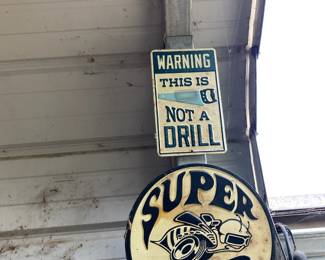 WARNING
THIS IS
NOT A
DRILL
SUPER